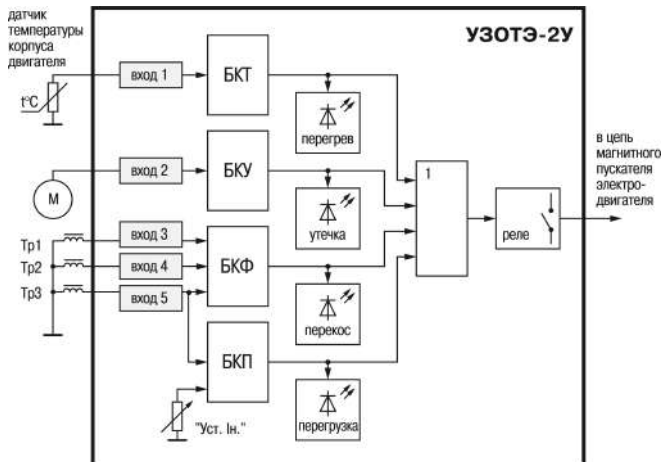 датчик
температуры
корпуса
двигателя
УЗОТЭ-2У
t°C
вход 1
БКТ
перегрев
М
вход 2
БКУ
утечка
1
реле
в цепь
магнитного
пускателя
электро-
двигателя
Тр1
вход 3
Тр2
вход 4
БКФ
Тр3
вход 5
перекос
БКП
"Уст. Iн."
перегрузка